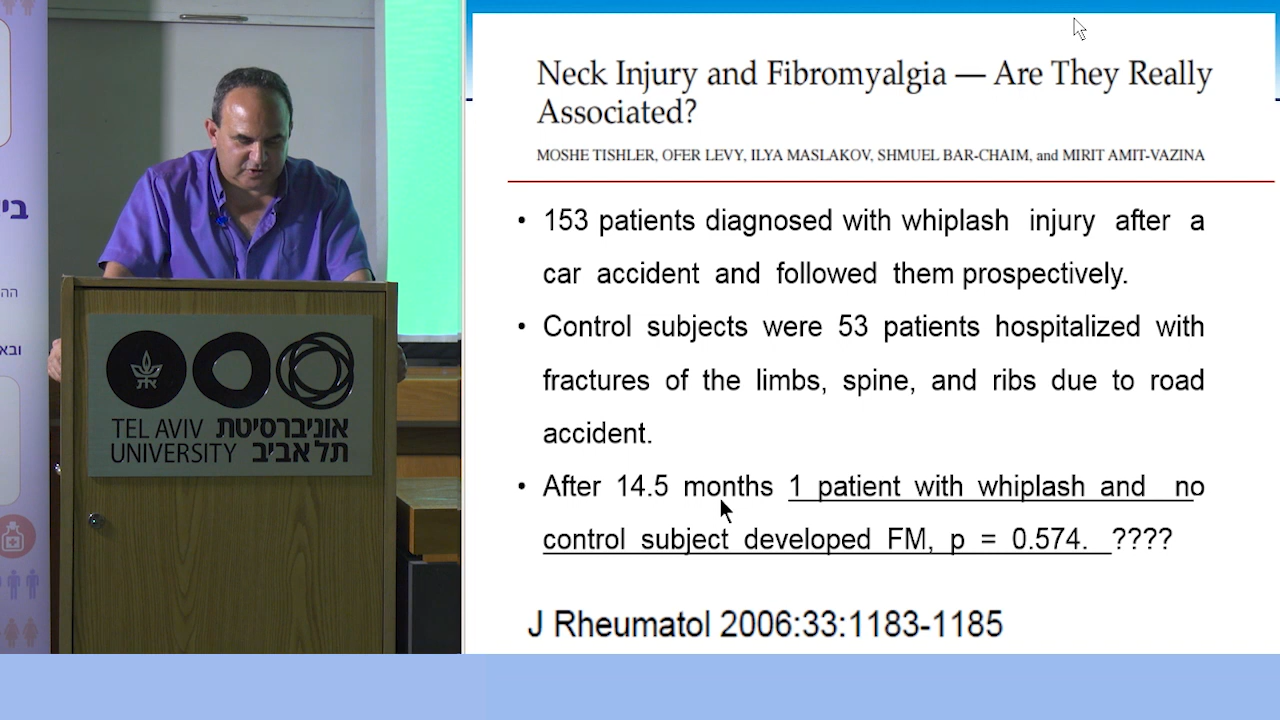 Neck Injury and Fibromyalgia — Are They Really
Associated?
MOSHE TISHLER, OFER LEVY, ILYA MASLAKOV, SHMUEL BAR-CHAIM, and MIRIT AMIT-VAZINA
• 153 patients diagnosed with whiplash injury after a
car accident and followed them prospectively.
• Control subjects were 53 patients hospitalized with
fractures of the limbs, spine, and ribs due to road
accident.
• After 14.5 months 1 patient with whiplash and no
control subject developed FM, p = 0.574. ????
J Rheumatol 2006:33:1183-1185
TEL AVIV אוניברסיטת
UNIVERSITY תל אביב